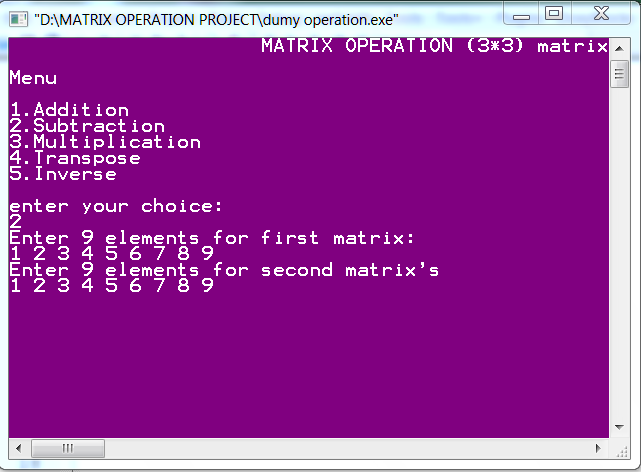 "D:\MATRIX OPERATION PROJECT\dumy operation.exe"
MATRIX OPERATION (3*3) matrix
Menu
1.Addition
2.Subtraction
3.Multiplication
4.Transpose
5.Inverse
enter your choice:
2
Enter 9 elements for first matrix:
1 2 3 4 5 6 7 8 9
Enter 9 elements for second matrix's
1 2 3 4 5 6 7 8 9